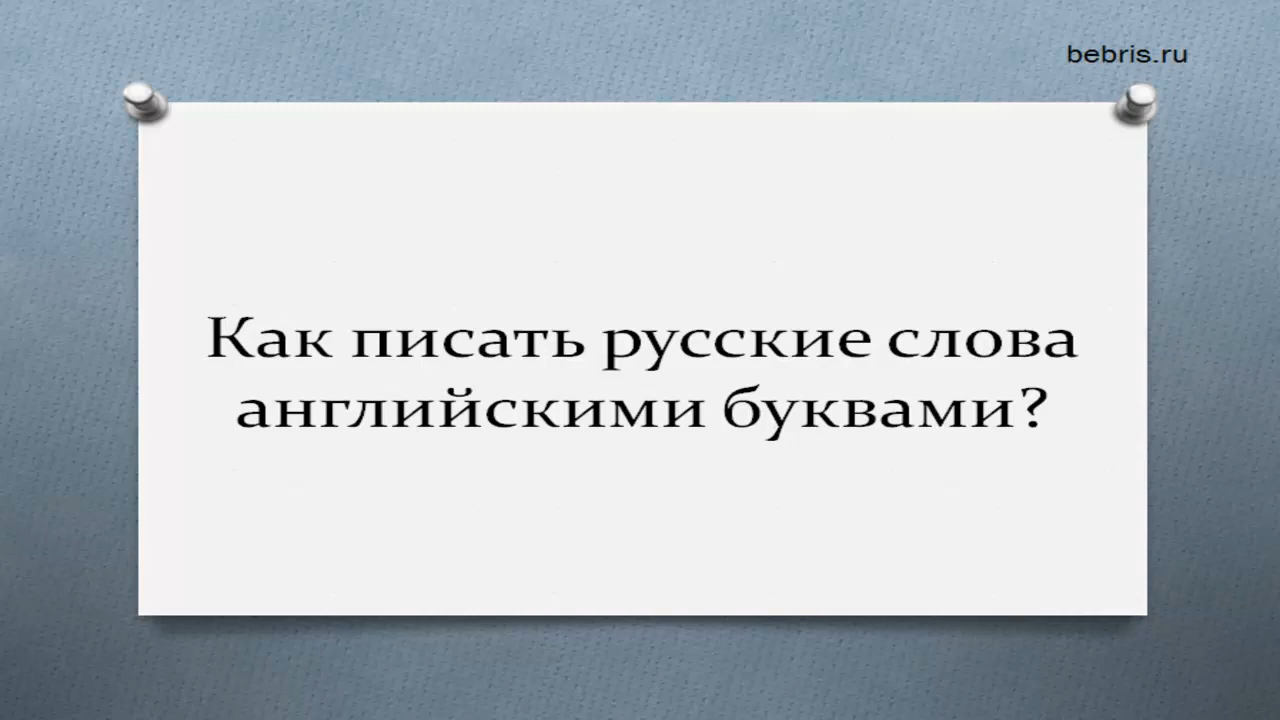 bebris.ru
Как писать русские слова
английскими буквами?